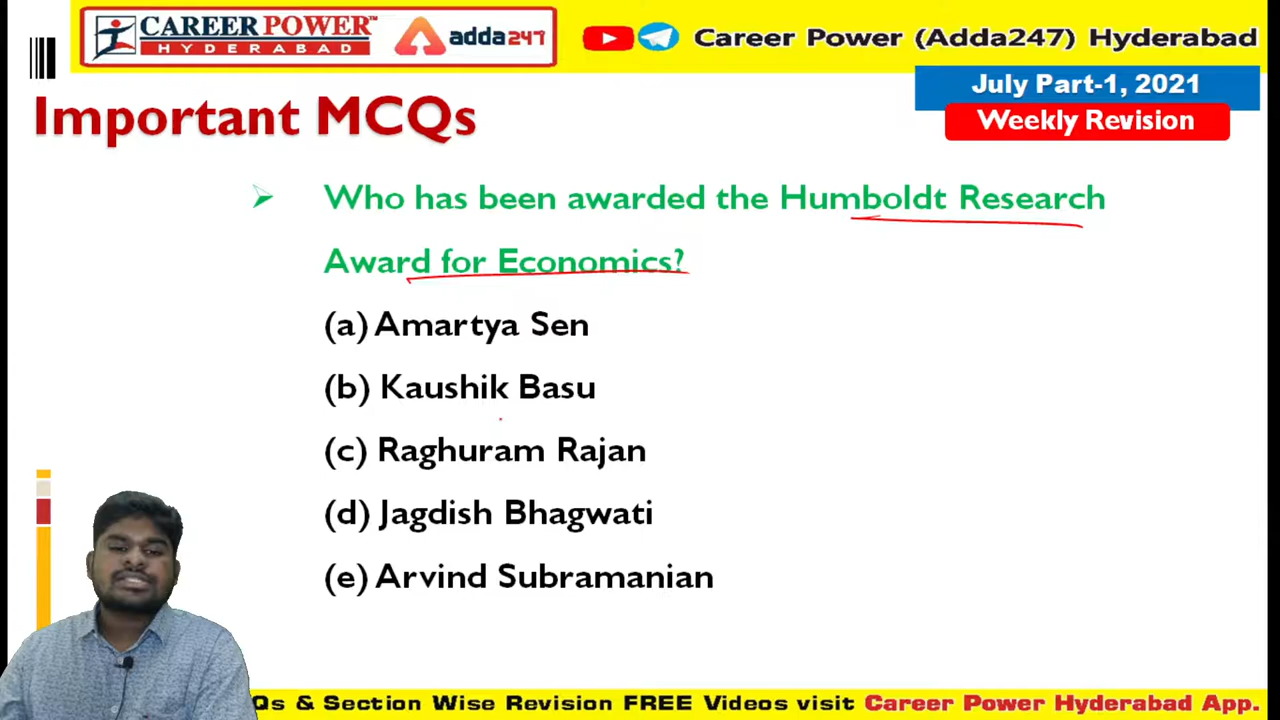 CAREER POWER™
HYDERABAD
adda247
Career Power (Adda247) Hyderabad
July Part-1, 2021
Weekly Revision
Important MCQs
Who has been awarded the Humboldt Research
Award for Economics?
(a) Amartya Sen
(b) Kaushik Basu
(c) Raghuram Rajan
(d) Jagdish Bhagwati
(e) Arvind Subramanian
Qs & Section Wise Revision FREE Videos visit Career Power Hyderabad App.